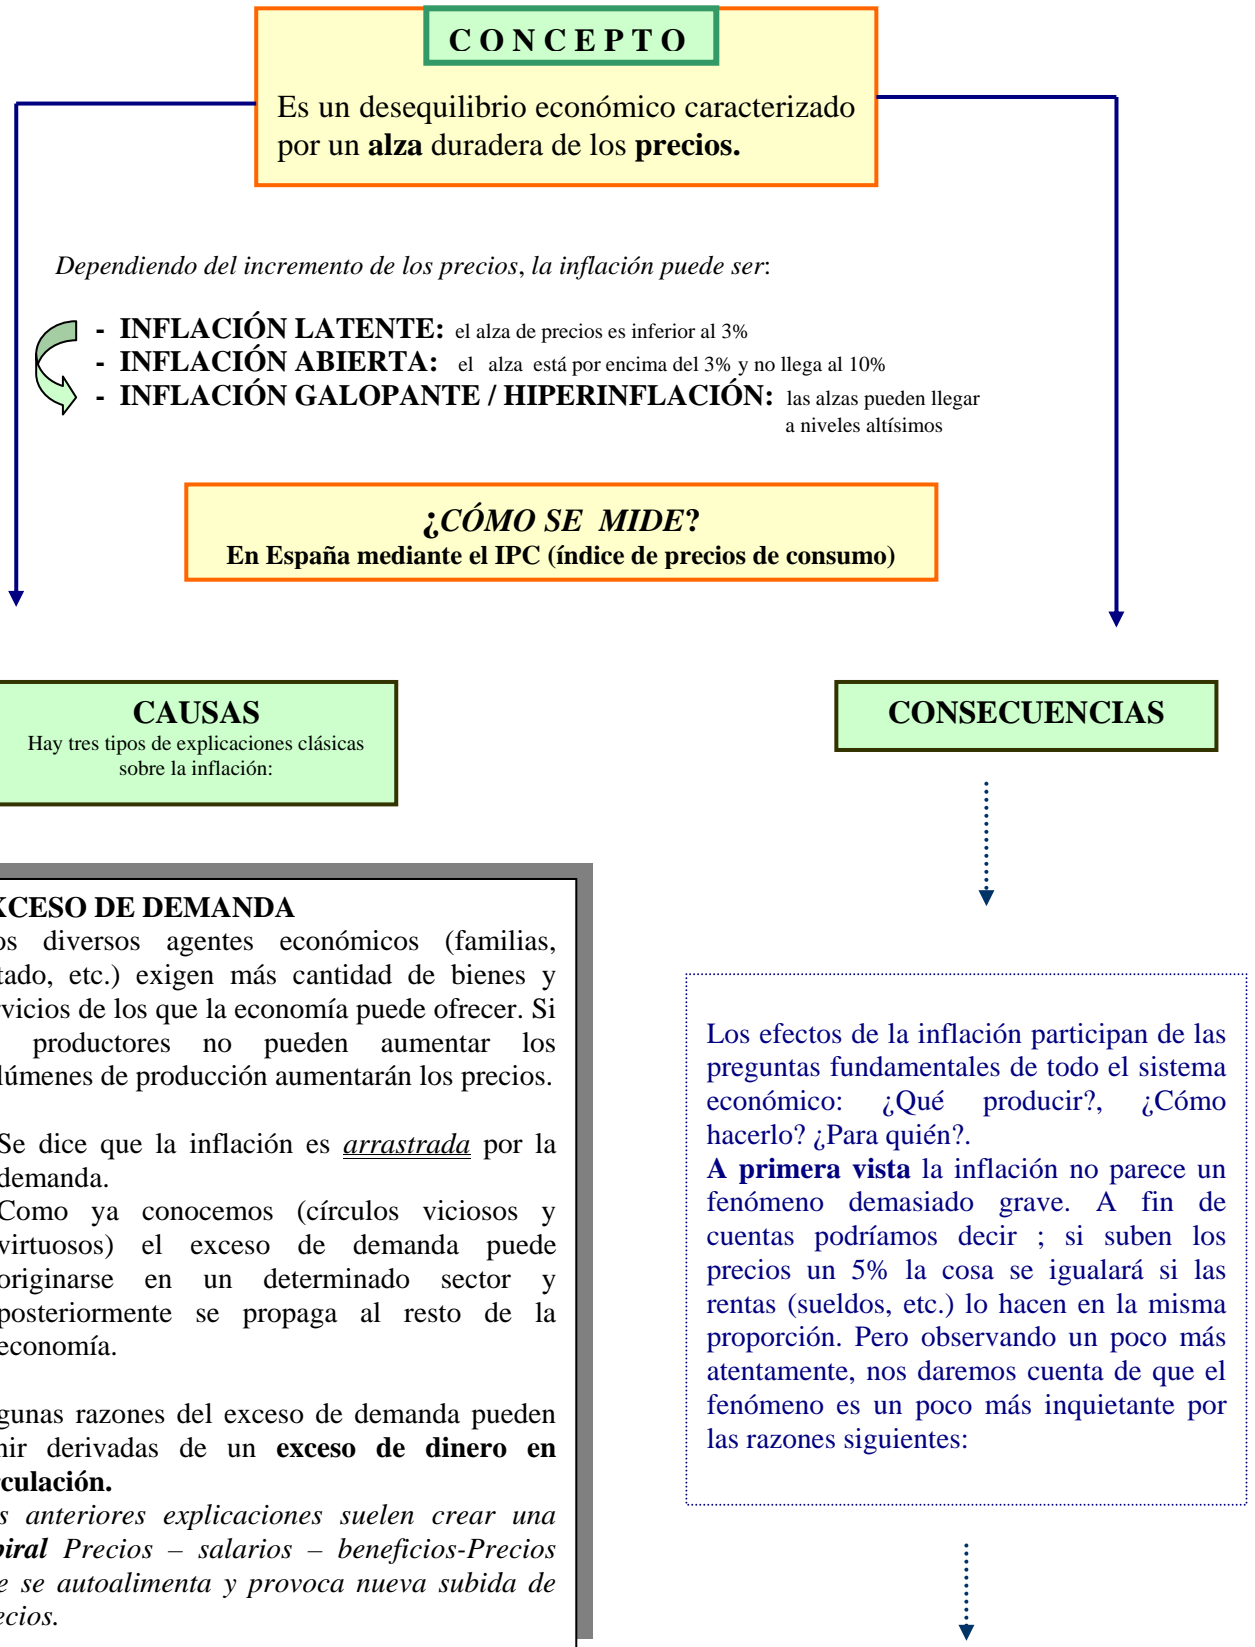 C O N C E P T O
Es un desequilibrio económico caracterizado
por un alza duradera de los precios.
Dependiendo del incremento de los precios, la inflación puede ser:
- INFLACIÓN LATENTE: el alza de precios es inferior al 3%
- INFLACIÓN ABIERTA: el alza está por encima del 3% y no llega al 10%
- INFLACIÓN GALOPANTE / HIPERINFLACIÓN: las alzas pueden llegar
a niveles altísimos
¿CÓMO SE MIDE?
En España mediante el IPC (índice de precios de consumo)
CAUSAS
Hay tres tipos de explicaciones clásicas
sobre la inflación:
XCESO DE DEMANDA
os diversos agentes económicos (familias,
tado, etc.) exigen más cantidad de bienes y
rvicios de los que la economía puede ofrecer. Si
productores no pueden aumentar los
lúmenes de producción aumentarán los precios.
Se dice que la inflación es arrastrada por la
demanda.
Como ya conocemos (círculos viciosos y
virtuosos) el exceso de demanda puede
originarse en un determinado sector y
posteriormente se propaga al resto de la
economía.
gunas razones del exceso de demanda pueden
nir derivadas de un exceso de dinero en
rculación.
s anteriores explicaciones suelen crear una
piral Precios – salarios – beneficios-Precios
e se autoalimenta y provoca nueva subida de
ecios.
CONSECUENCIAS
Los efectos de la inflación participan de las
preguntas fundamentales de todo el sistema
económico: ¿Qué producir?, ¿Cómo
hacerlo? ¿Para quién?.
A primera vista la inflación no parece un
fenómeno demasiado grave. A fin de
cuentas podríamos decir ; si suben los
precios un 5% la cosa se igualará si las
rentas (sueldos, etc.) lo hacen en la misma
proporción. Pero observando un poco más
atentamente, nos daremos cuenta de que el
fenómeno es un poco más inquietante por
las razones siguientes: